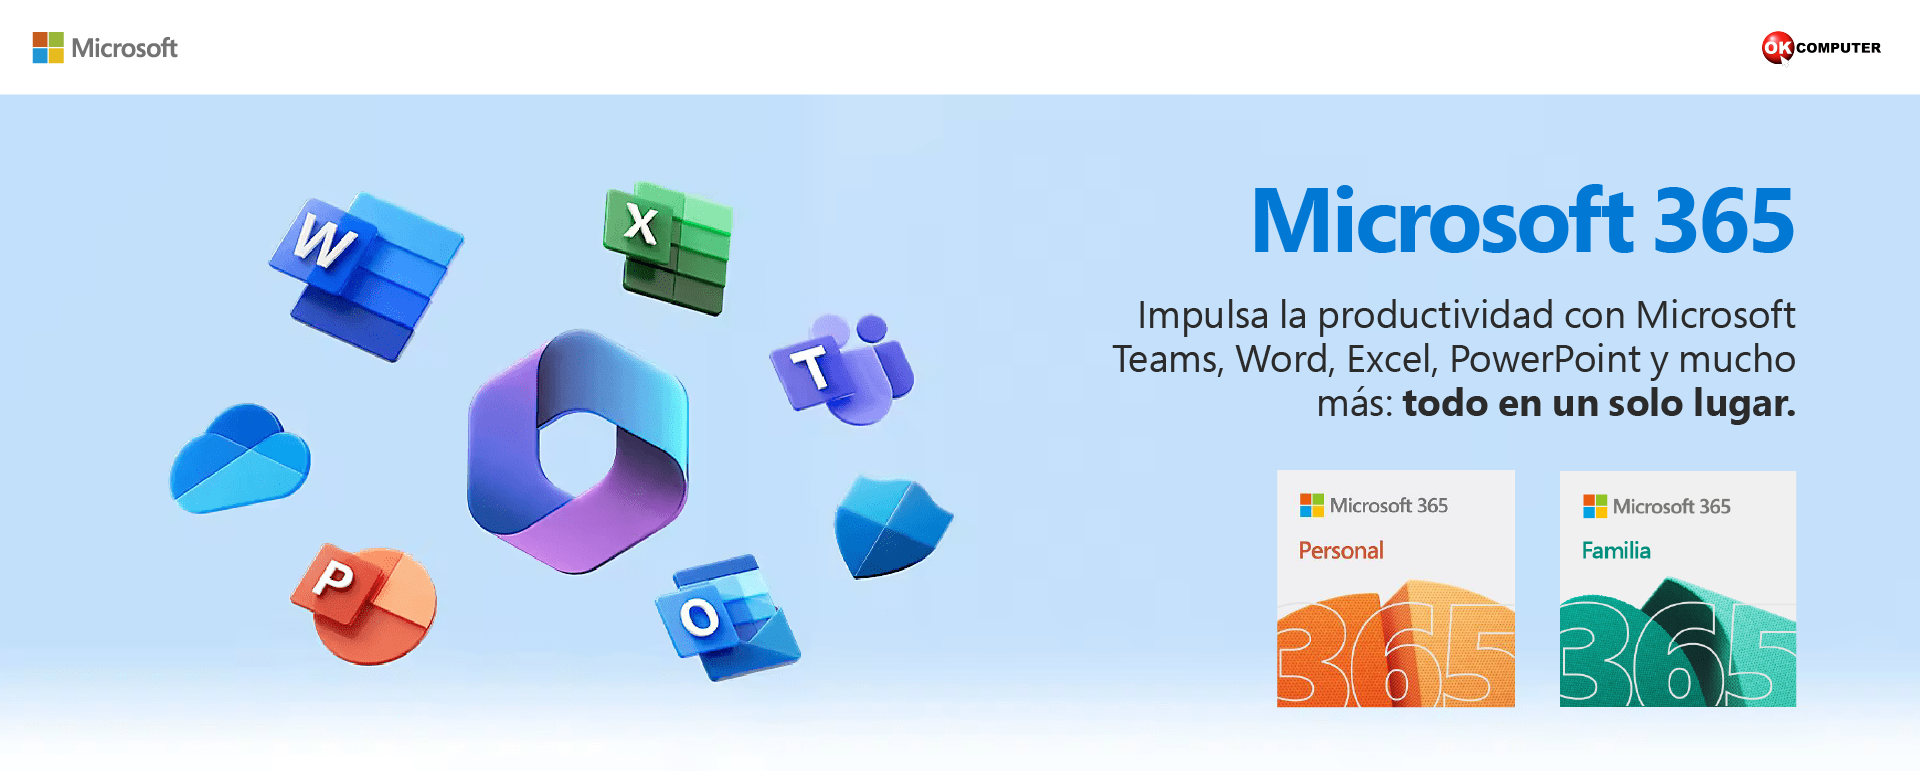 Microsoft
OK COMPUTER
W
X
T
P
O
Microsoft 365
Impulsa la productividad con Microsoft
Teams, Word, Excel, PowerPoint y mucho
más: todo en un solo lugar.
Microsoft 365
Personal
365
Microsoft 365
Familia
365